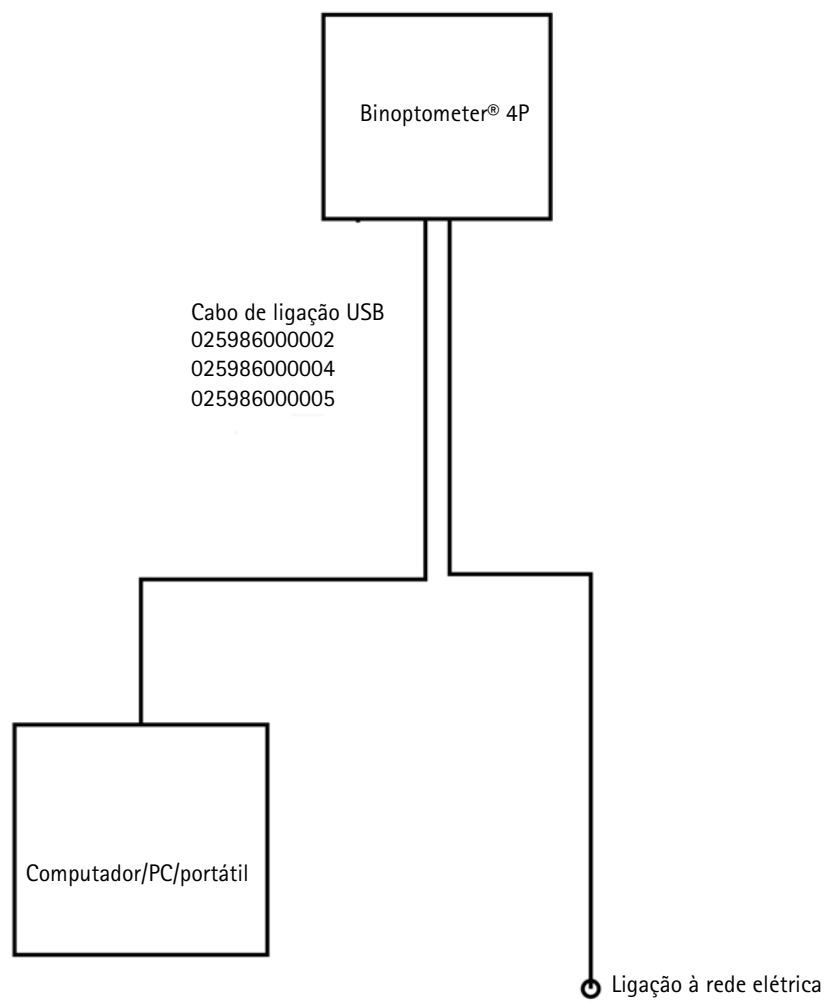 Binoptometer® 4P
Cabo de ligação USB
025986000002
025986000004
025986000005
Computador/PC/portátil
Ligação à rede elétrica